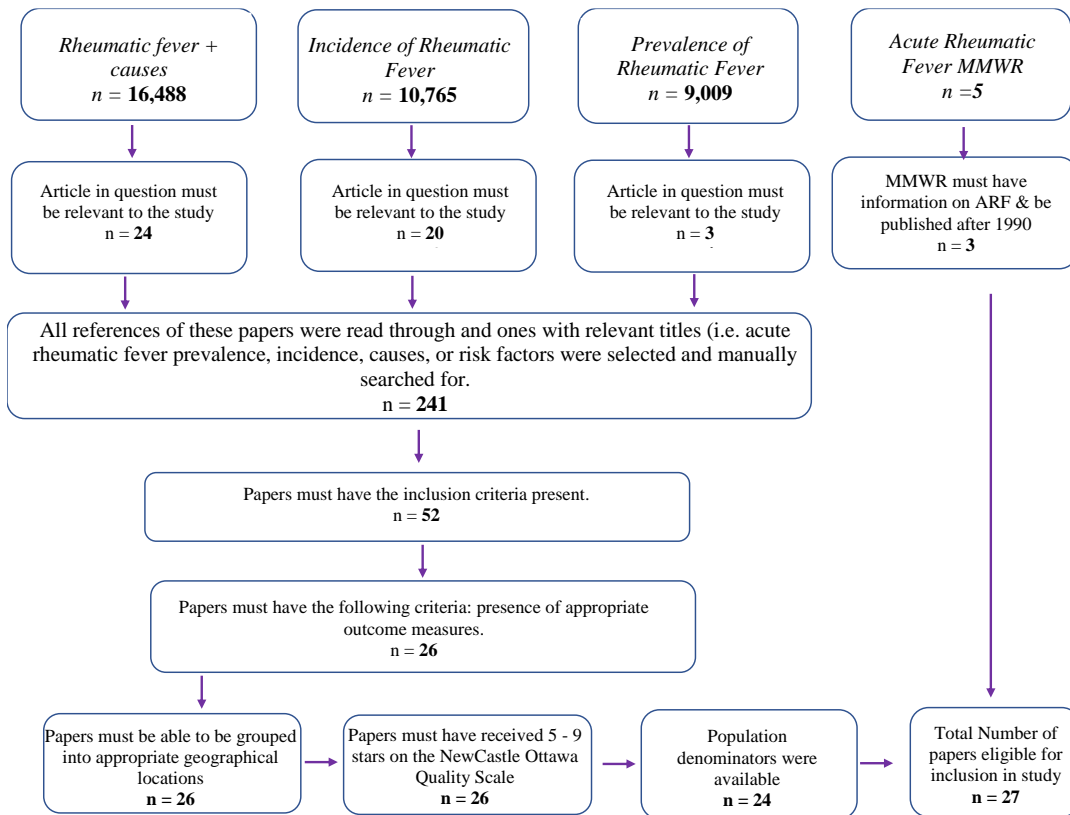 Rheumatic fever +
causes
n = 16,488
Incidence of Rheumatic
Fever
n = 10,765
Prevalence of
Rheumatic Fever
n = 9,009
Acute Rheumatic
Fever MMWR
n =5
Article in question must
be relevant to the study
n = 24
Article in question must
be relevant to the study
n = 20
Article in question must
be relevant to the study
n = 3
MMWR must have
information on ARF & be
published after 1990
n = 3
All references of these papers were read through and ones with relevant titles (i.e. acute
rheumatic fever prevalence, incidence, causes, or risk factors were selected and manually
searched for.
n = 241
Papers must have the inclusion criteria present.
n = 52
Papers must have the following criteria: presence of appropriate
outcome measures.
n = 26
Papers must be able to be grouped
into appropriate geographical
locations
n = 26
Papers must have received 5 - 9
stars on the NewCastle Ottawa
Quality Scale
n = 26
Population
denominators were
available
n = 24
Total Number of
papers eligible for
inclusion in study
n = 27